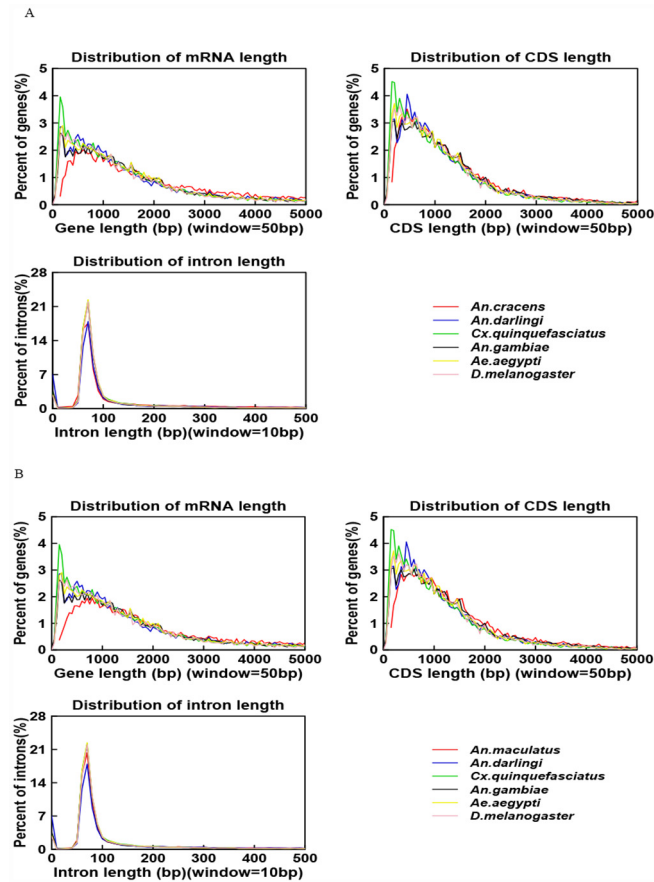 A
Distribution of mRNA length
Percent of genes(%)
5
4
3
2
1
0
0 1000 2000 3000 4000 5000
Gene length (bp) (window=50bp)
Distribution of CDS length
Percent of genes(%)
5
4
3
2
1
0
0 1000 2000 3000 4000 5000
CDS length (bp) (window=50bp)
Distribution of intron length
Percent of introns(%)
28
21
14
7
0
0 100 200 300 400 500
Intron length (bp)(window=10bp)
An.cracens
An.darlingi
Cx.quinquefasciatus
An.gambiae
Ae.aegypti
D.melanogaster
B
Distribution of mRNA length
Percent of genes(%)
5
4
3
2
1
0
0 1000 2000 3000 4000 5000
Gene length (bp) (window=50bp)
Distribution of CDS length
Percent of genes(%)
5
4
3
2
1
0
0 1000 2000 3000 4000 5000
CDS length (bp) (window=50bp)
Distribution of intron length
Percent of introns(%)
28
21
14
7
0
0 100 200 300 400 500
Intron length (bp)(window=10bp)
An.maculatus
An.darlingi
Cx.quinquefasciatus
An.gambiae
Ae.aegypti
D.melanogaster